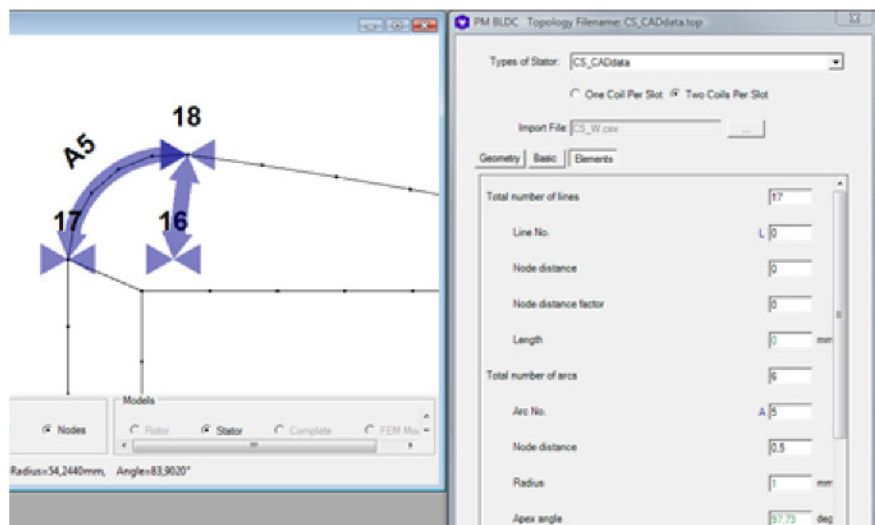 PM BLDC Topology Filename: CS_CADdata.top
Types of Stator: CS_CADdata
One Coil Per Slot Two Coils Per Slot
Import File: CS_W.csv ...
Geometry Basic Elements
Total number of lines 17
Line No. L 0
Node distance 0
Node distance factor 0
Length 0 mm
Total number of arcs 6
Arc No. A 5
Node distance 0.5
Radius 1 mm
Apex angle 97,73 deg
18
A5
17
16
Models
Nodes Rotor Stator Complete FEM Mo
Radius=54,2440mm, Angle=83,9020°